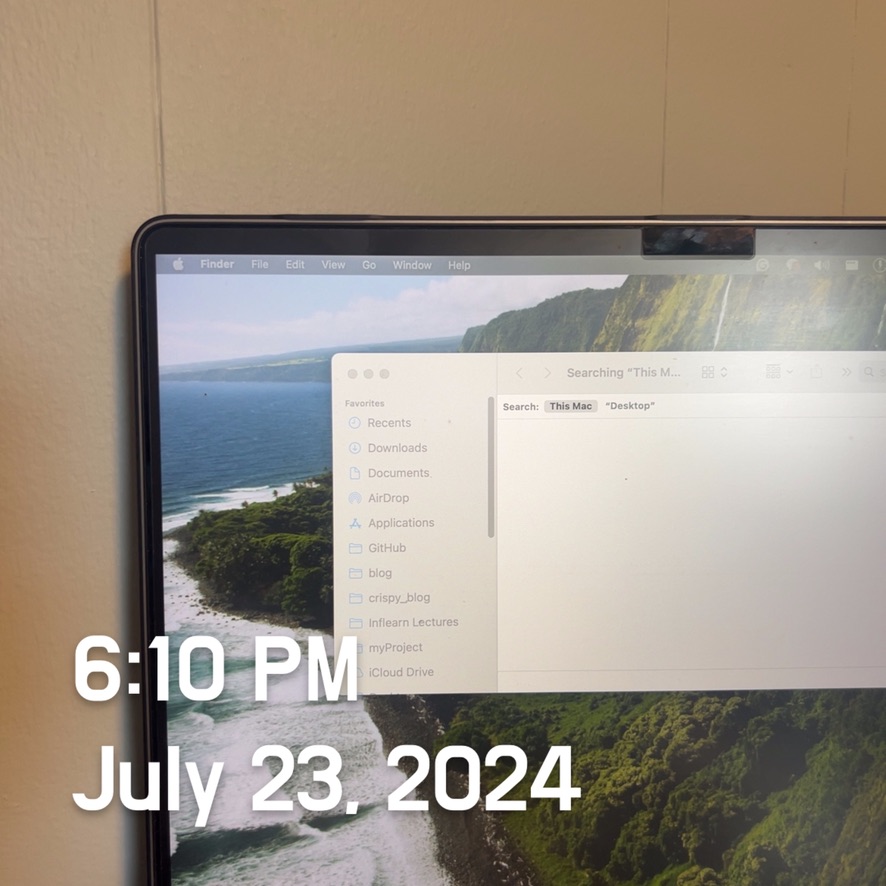 Finder File Edit View Go Window Help
Searching “This M...
Search: This Mac “Desktop”
Favorites
Recents
Downloads
Documents
AirDrop
Applications
GitHub
blog
crispy_blog
Inflearn Lectures
myProject
iCloud Drive
6:10 PM
July 23, 2024